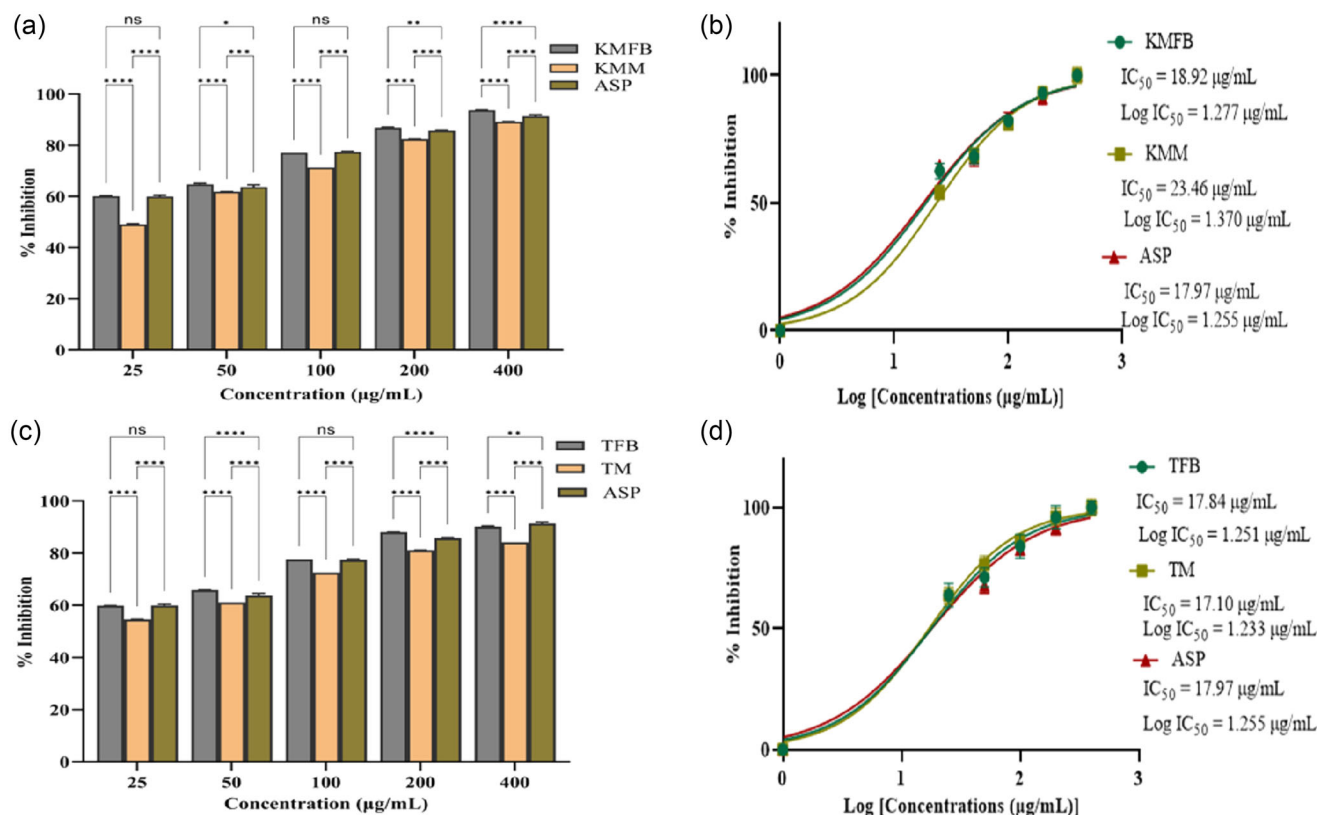 (a)
ns * ns ** ****
**** *** **** **** ****
**** **** **** **** ****
KMFB
KMM
ASP
% Inhibition
100
80
60
40
20
0
25 50 100 200 400
Concentration (µg/mL)
(b)
% Inhibition
100
50
0
0 1 2 3
Log [Concentrations (µg/mL)]
KMFB
IC50 = 18.92 µg/mL
Log IC50 = 1.277 µg/mL
KMM
IC50 = 23.46 µg/mL
Log IC50 = 1.370 µg/mL
ASP
IC50 = 17.97 µg/mL
Log IC50 = 1.255 µg/mL
(c)
ns **** ns **** **
**** **** **** **** ****
**** **** **** **** ****
TFB
TM
ASP
% Inhibition
100
80
60
40
20
0
25 50 100 200 400
Concentration (µg/mL)
(d)
% Inhibition
100
50
0
0 1 2 3
Log [Concentrations (µg/mL)]
TFB
IC50 = 17.84 µg/mL
Log IC50 = 1.251 µg/mL
TM
IC50 = 17.10 µg/mL
Log IC50 = 1.233 µg/mL
ASP
IC50 = 17.97 µg/mL
Log IC50 = 1.255 µg/mL